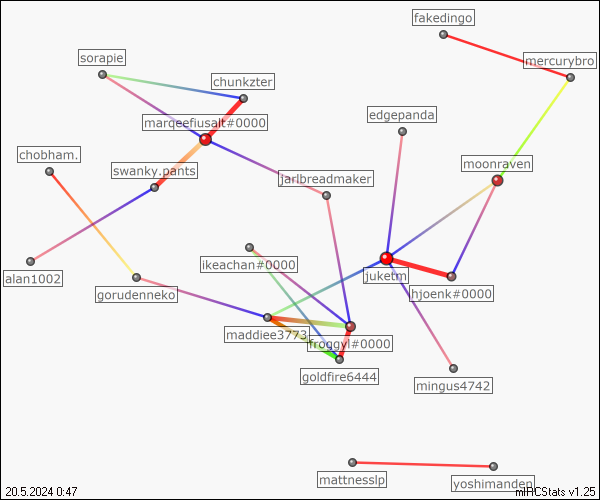 fakedingo
sorapie
mercurybro
chunkzter
edgepanda
marqeefiusalt#0000
chobham.
moonraven
swanky.pants
jarlbreadmaker
ikeachan#0000
alan1002
juketm
gorudenneko
hjoenk#0000
maddiee3773
froggyl#0000
goldfire6444
mingus4742
mattnesslp
yoshimanden
20.5.2024 0:47
mIRCStats v1.25